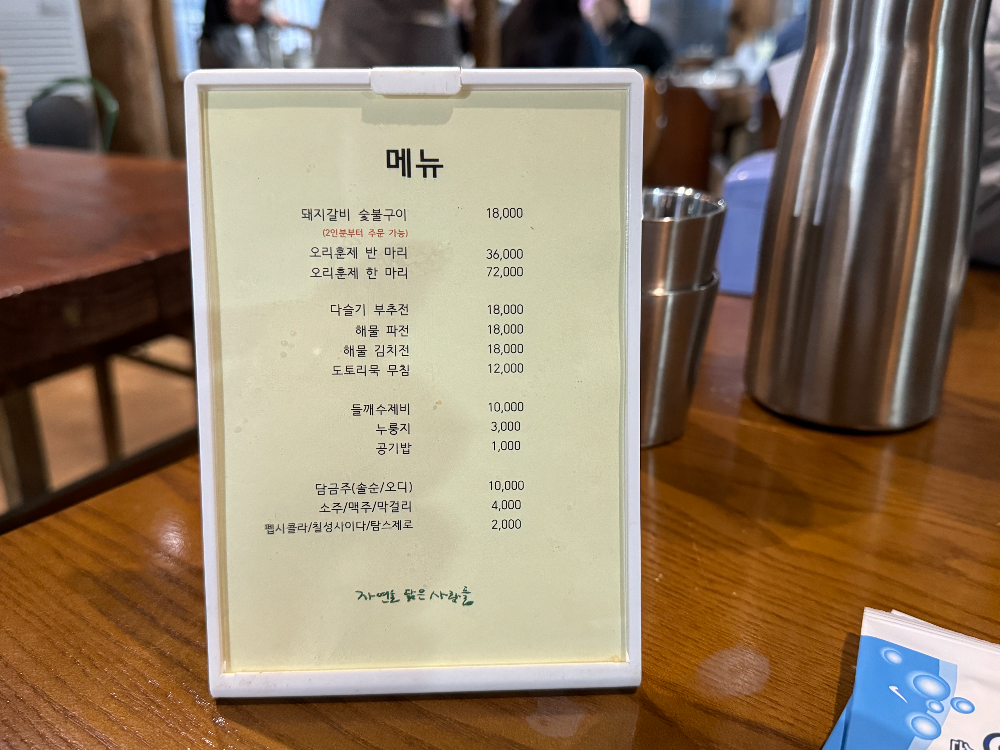 메뉴
돼지갈비 숯불구이 18,000
(2인분부터 주문 가능)
오리훈제 반 마리 36,000
오리훈제 한 마리 72,000
다슬기 부추전 18,000
해물 파전 18,000
해물 김치전 18,000
도토리묵 무침 12,000
들깨수제비 10,000
누룽지 3,000
공기밥 1,000
담금주(솔순/오디) 10,000
소주/맥주/막걸리 4,000
펩시콜라/칠성사이다/탐스제로 2,000
자연을 닮은 사람들